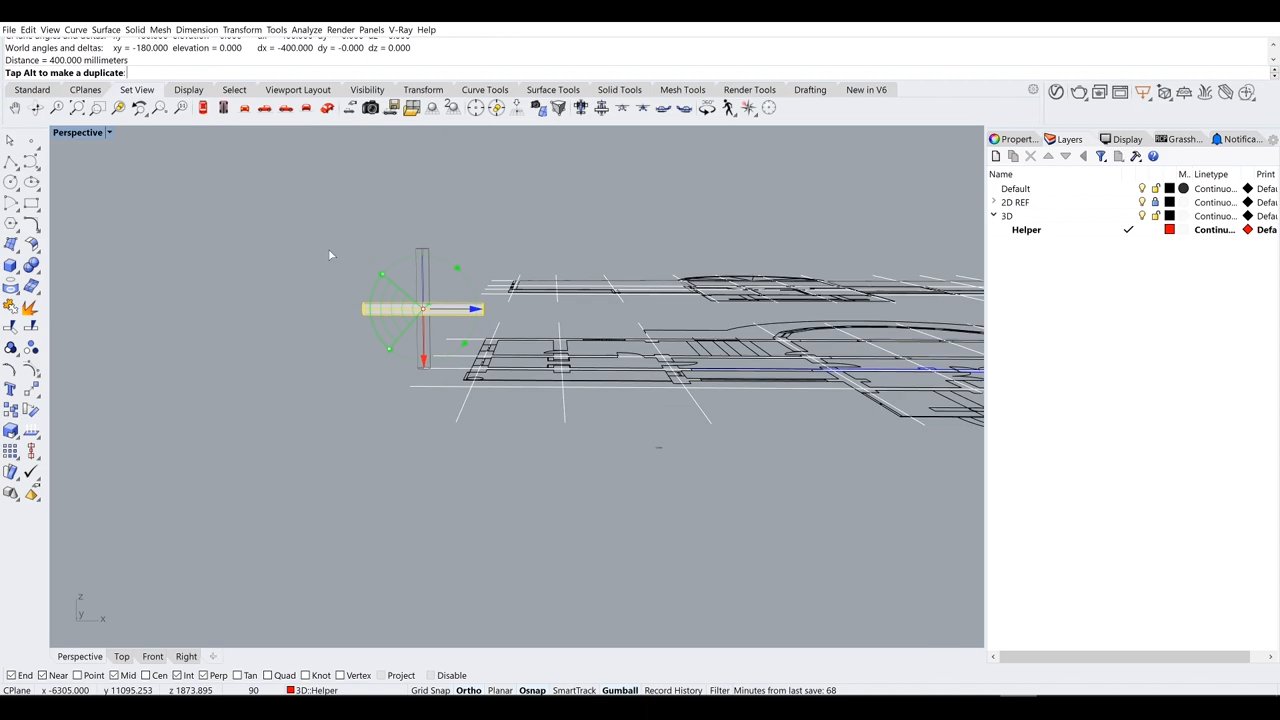 File Edit View Curve Surface Solid Mesh Dimension Transform Tools Analyze Render Panels V-Ray Help
World angles and deltas: xy = -180.000 elevation = 0.000 dx = -400.000 dy = -0.000 dz = 0.000
Distance = 400.000 millimeters
Tap Alt to make a duplicate:
Standard CPlanes Set View Display Select Viewport Layout Visibility Transform Curve Tools Surface Tools Solid Tools Mesh Tools Render Tools Drafting New in V6
Perspective
Propert... Layers Display Grassh... Notifica...
Name M.. Linetype Print
Default Continuo... Defau
2D REF Continuo... Defau
3D Continuo... Defau
Helper Continu... Defa
z
y x
Perspective Top Front Right
End Near Point Mid Cen Int Perp Tan Quad Knot Vertex Project Disable
CPlane x -6305.000 y 11095.253 z 1873.895 90 3D::Helper Grid Snap Ortho Planar Osnap SmartTrack Gumball Record History Filter Minutes from last save: 68